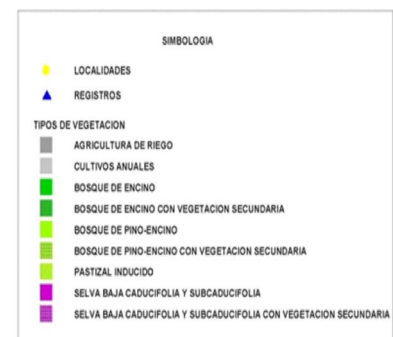 SIMBOLOGIA
LOCALIDADES
REGISTROS
TIPOS DE VEGETACION
AGRICULTURA DE RIEGO
CULTIVOS ANUALES
BOSQUE DE ENCINO
BOSQUE DE ENCINO CON VEGETACION SECUNDARIA
BOSQUE DE PINO-ENCINO
BOSQUE DE PINO-ENCINO CON VEGETACION SECUNDARIA
PASTIZAL INDUCIDO
SELVA BAJA CADUCIFOLIA Y SUBCADUCIFOLIA
SELVA BAJA CADUCIFOLIA Y SUBCADUCIFOLIA CON VEGETACION SECUNDARIA